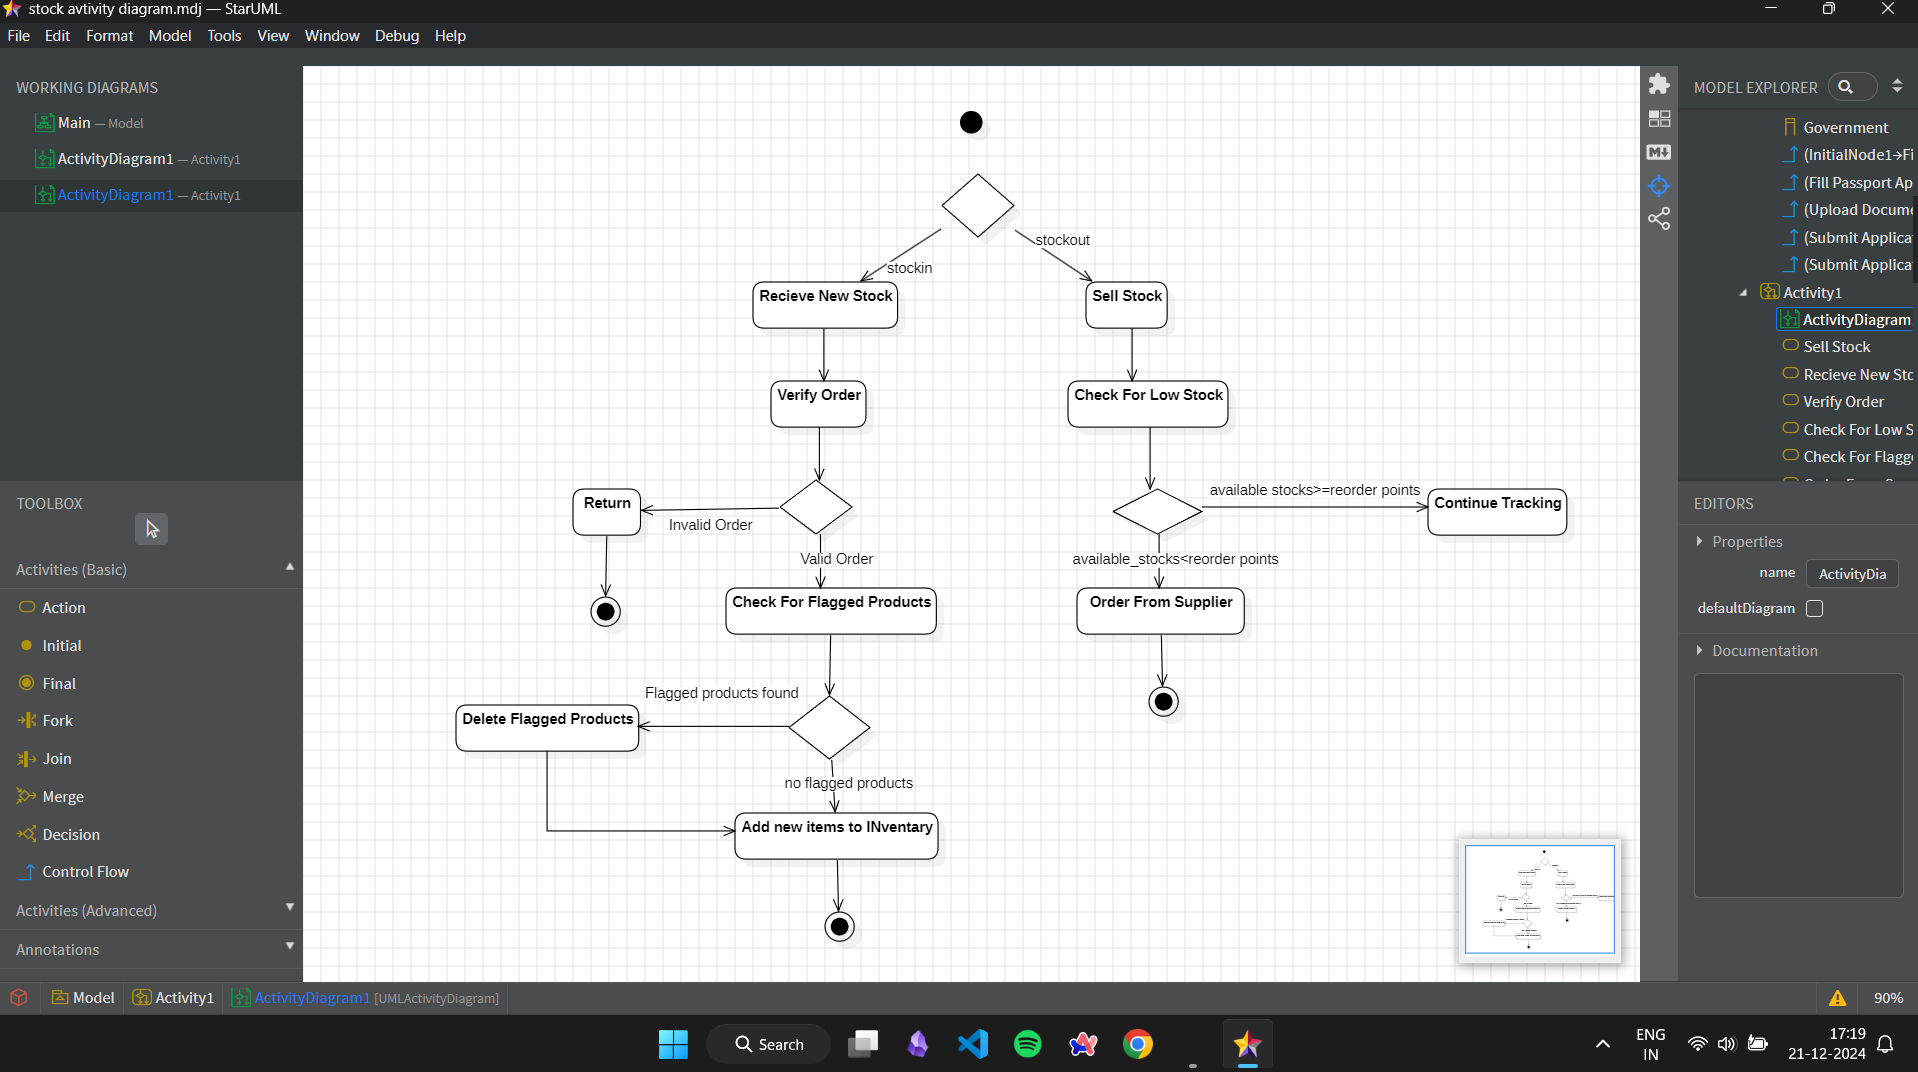 stock avtivity diagram.mdj — StarUML
File Edit Format Model Tools View Window Debug Help
WORKING DIAGRAMS
Main — Model
ActivityDiagram1 — Activity1
ActivityDiagram1 — Activity1
TOOLBOX
Activities (Basic)
Action
Initial
Final
Fork
Join
Merge
Decision
Control Flow
Activities (Advanced)
Annotations
stockout
stockin
Recieve New Stock
Sell Stock
Verify Order
Check For Low Stock
available stocks>=reorder points
Return
Continue Tracking
Invalid Order
Valid Order
available_stocks<reorder points
Check For Flagged Products
Order From Supplier
Flagged products found
Delete Flagged Products
no flagged products
Add new items to INventary
M
MODEL EXPLORER
Government
(InitialNode1→Fi
(Fill Passport Ap
(Upload Docume
(Submit Applica
(Submit Applica
Activity1
ActivityDiagram
Sell Stock
Recieve New Stc
Verify Order
Check For Low S
Check For Flagg
EDITORS
Properties
name ActivityDia
defaultDiagram
Documentation
Model Activity1 ActivityDiagram1 [UMLActivityDiagram]
90%
Search
ENG
IN
17:19
21-12-2024